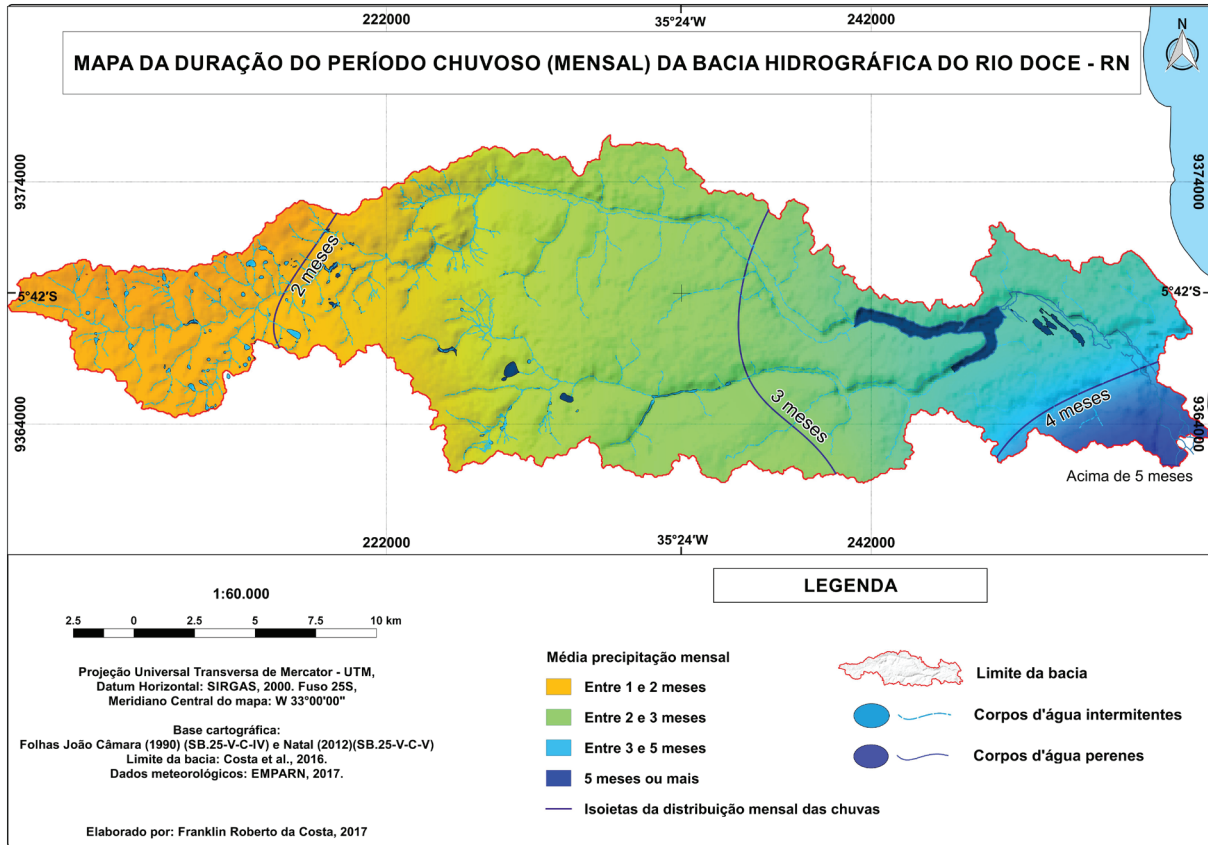 222000
35°24'W
242000
N
MAPA DA DURAÇÃO DO PERÍODO CHUVOSO (MENSAL) DA BACIA HIDROGRÁFICA DO RIO DOCE - RN
9374000
9374000
2 meses
5°42'S
5°42'S
3 meses
4 meses
9364000
9364000
Acima de 5 meses
222000
35°24'W
242000
1:60.000
2.5 0 2.5 5 7.5 10 km
Projeção Universal Transversa de Mercator - UTM,
Datum Horizontal: SIRGAS, 2000. Fuso 25S,
Meridiano Central do mapa: W 33°00'00"
Base cartográfica:
Folhas João Câmara (1990) (SB.25-V-C-IV) e Natal (2012)(SB.25-V-C-V)
Limite da bacia: Costa et al., 2016.
Dados meteorológicos: EMPARN, 2017.
Elaborado por: Franklin Roberto da Costa, 2017
LEGENDA
Média precipitação mensal
Entre 1 e 2 meses
Entre 2 e 3 meses
Entre 3 e 5 meses
5 meses ou mais
Isoietas da distribuição mensal das chuvas
Limite da bacia
Corpos d'água intermitentes
Corpos d'água perenes